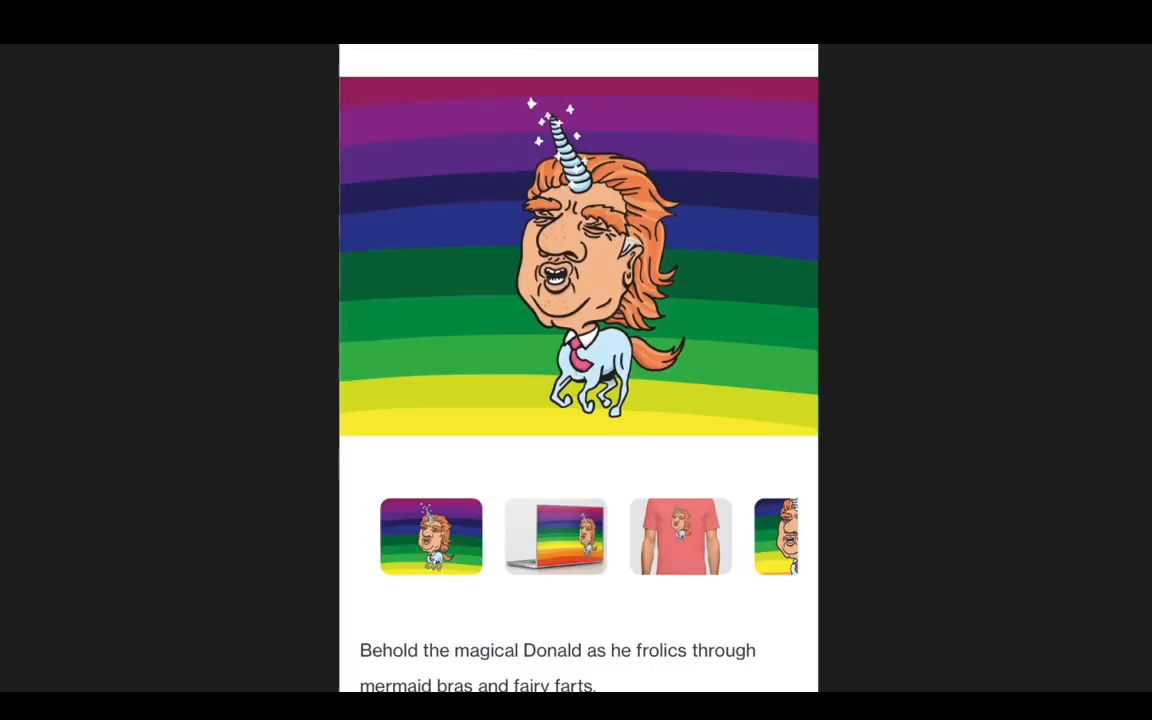 Behold the magical Donald as he frolics through
mermaid bras and fairy farts.